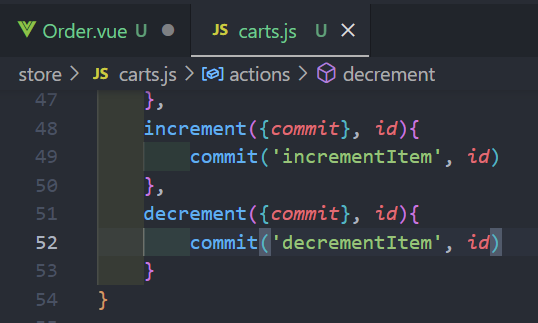 Order.vue U
JS carts.js U
store > JS carts.js > actions > decrement
47 },
48 increment({commit}, id){
49 commit('incrementItem', id)
50 },
51 decrement({commit}, id){
52 commit('decrementItem', id)
53 }
54 }